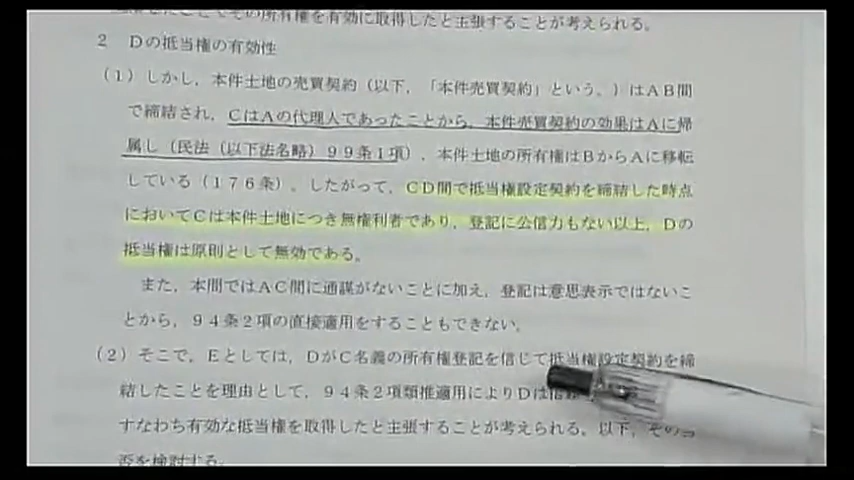 たことでその所有権を有効に取得したと主張することが考えられる。
2 Dの抵当権の有効性
(1)しかし，本件土地の売買契約（以下，「本件売買契約」という。）はAB間
で締結され，CはAの代理人であったことから，本件売買契約の効果はAに帰
属し（民法（以下法名略）99条1項），本件土地の所有権はBからAに移転
している（176条）。したがって，CD間で抵当権設定契約を締結した時点
においてCは本件土地につき無権利者であり，登記に公信力もない以上，Dの
抵当権は原則として無効である。
また，本問ではAC間に通謀がないことに加え，登記は意思表示ではないこ
とから，94条2項の直接適用をすることもできない。
(2)そこで，Eとしては，DがC名義の所有権登記を信じて抵当権設定契約を締
結したことを理由として，94条2項類推適用によりDは
すなわち有効な抵当権を取得したと主張することが考えられる。以下，その当
否を検討する。